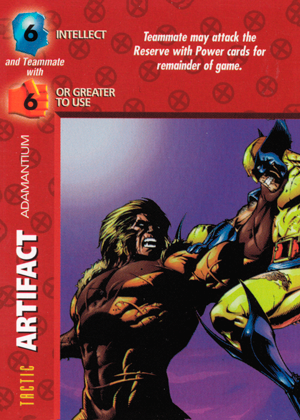 6 INTELLECT
and Teammate
with
6 OR GREATER
TO USE
Teammate may attack the
Reserve with Power cards for
remainder of game.
TACTIC
ARTIFACT
ADAMANTIUM